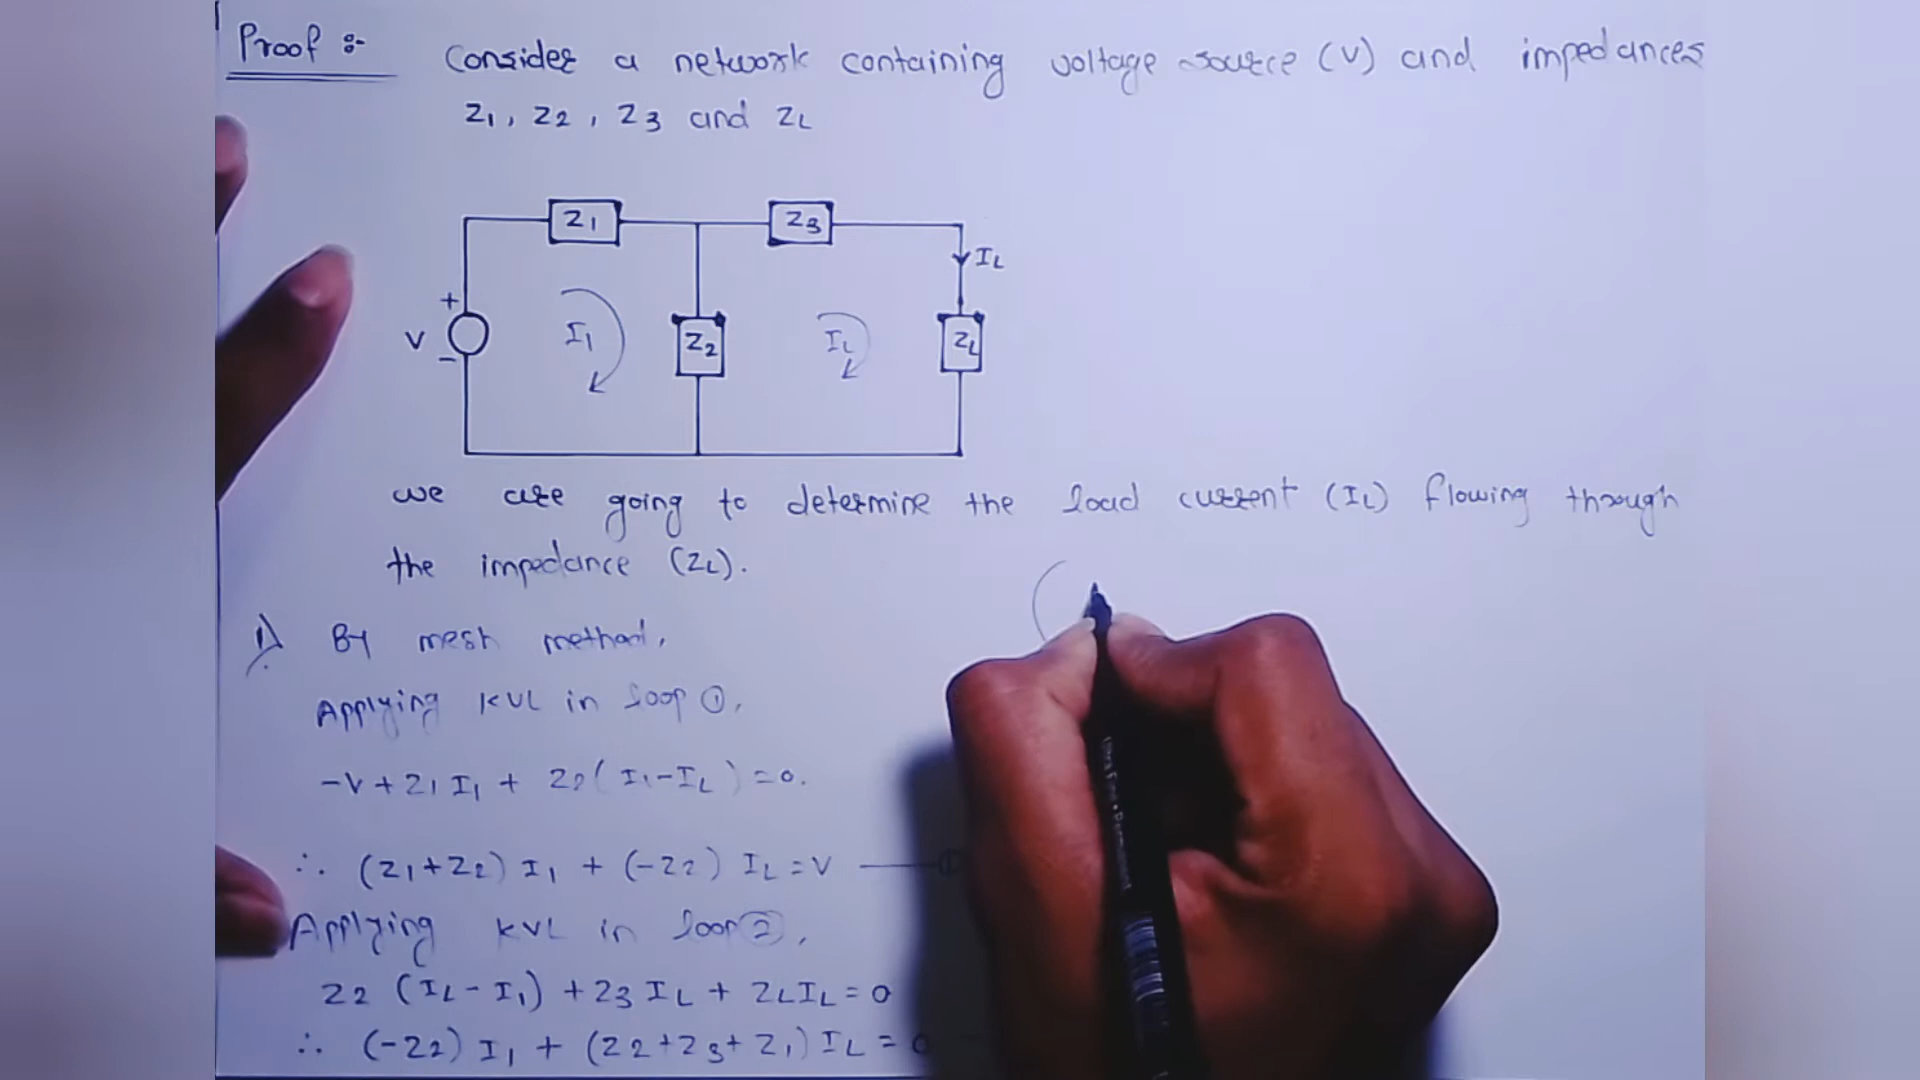 Proof :-
Consider a network containing voltage source (V) and impedances
Z1, Z2, Z3 and ZL
Z1
Z3
IL
+
V
-
I1
Z2
IL
ZL
we are going to determine the load current (IL) flowing through
the impedance (ZL).
1) By mesh method,
Applying KVL in loop ①,
-V + Z1 I1 + Z2 ( I1 - IL ) = 0.
∴ (Z1+Z2) I1 + (-Z2) IL = V
Applying KVL in loop ②,
Z2 (IL - I1) + Z3 IL + ZL IL = 0
∴ (-Z2) I1 + (Z2 + Z3 + Z1) IL = 0